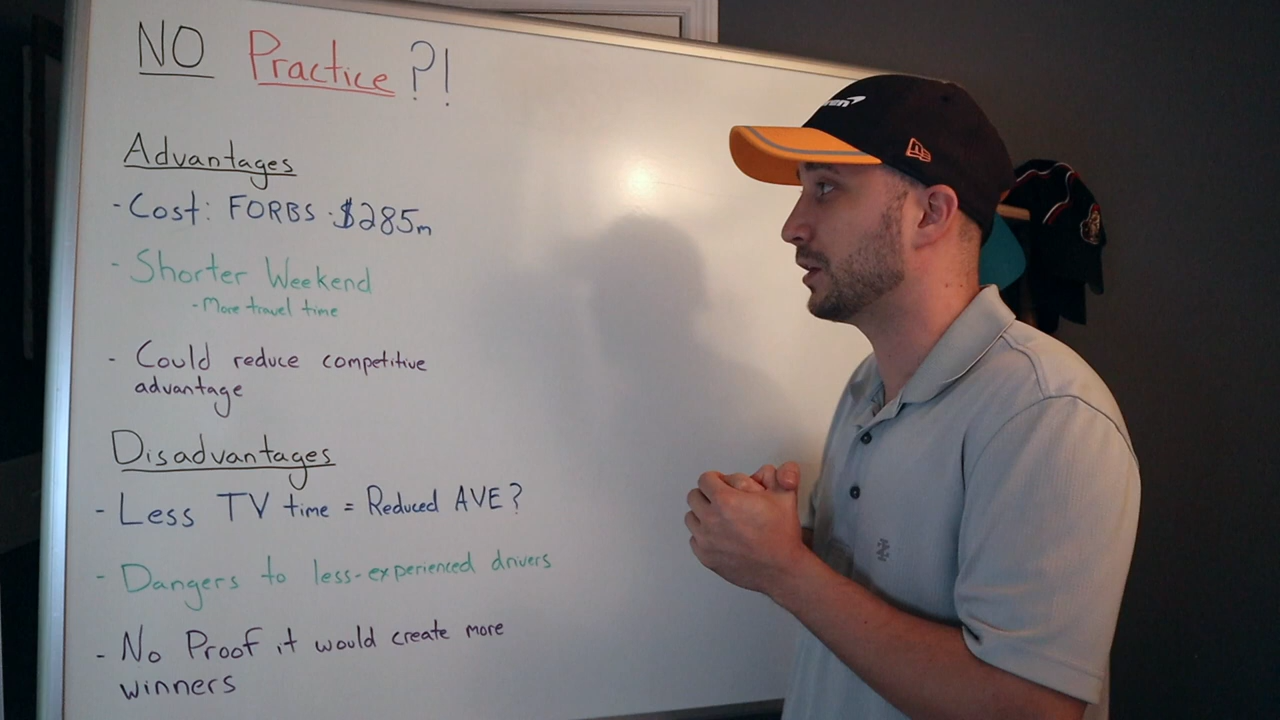 NO Practice?!
Advantages
- Cost: FORBS - $285m
- Shorter Weekend
- More travel time
- Could reduce competitive
advantage
Disadvantages
- Less TV time = Reduced AVE?
- Dangers to less-experienced drivers
- No Proof it would create more
winners